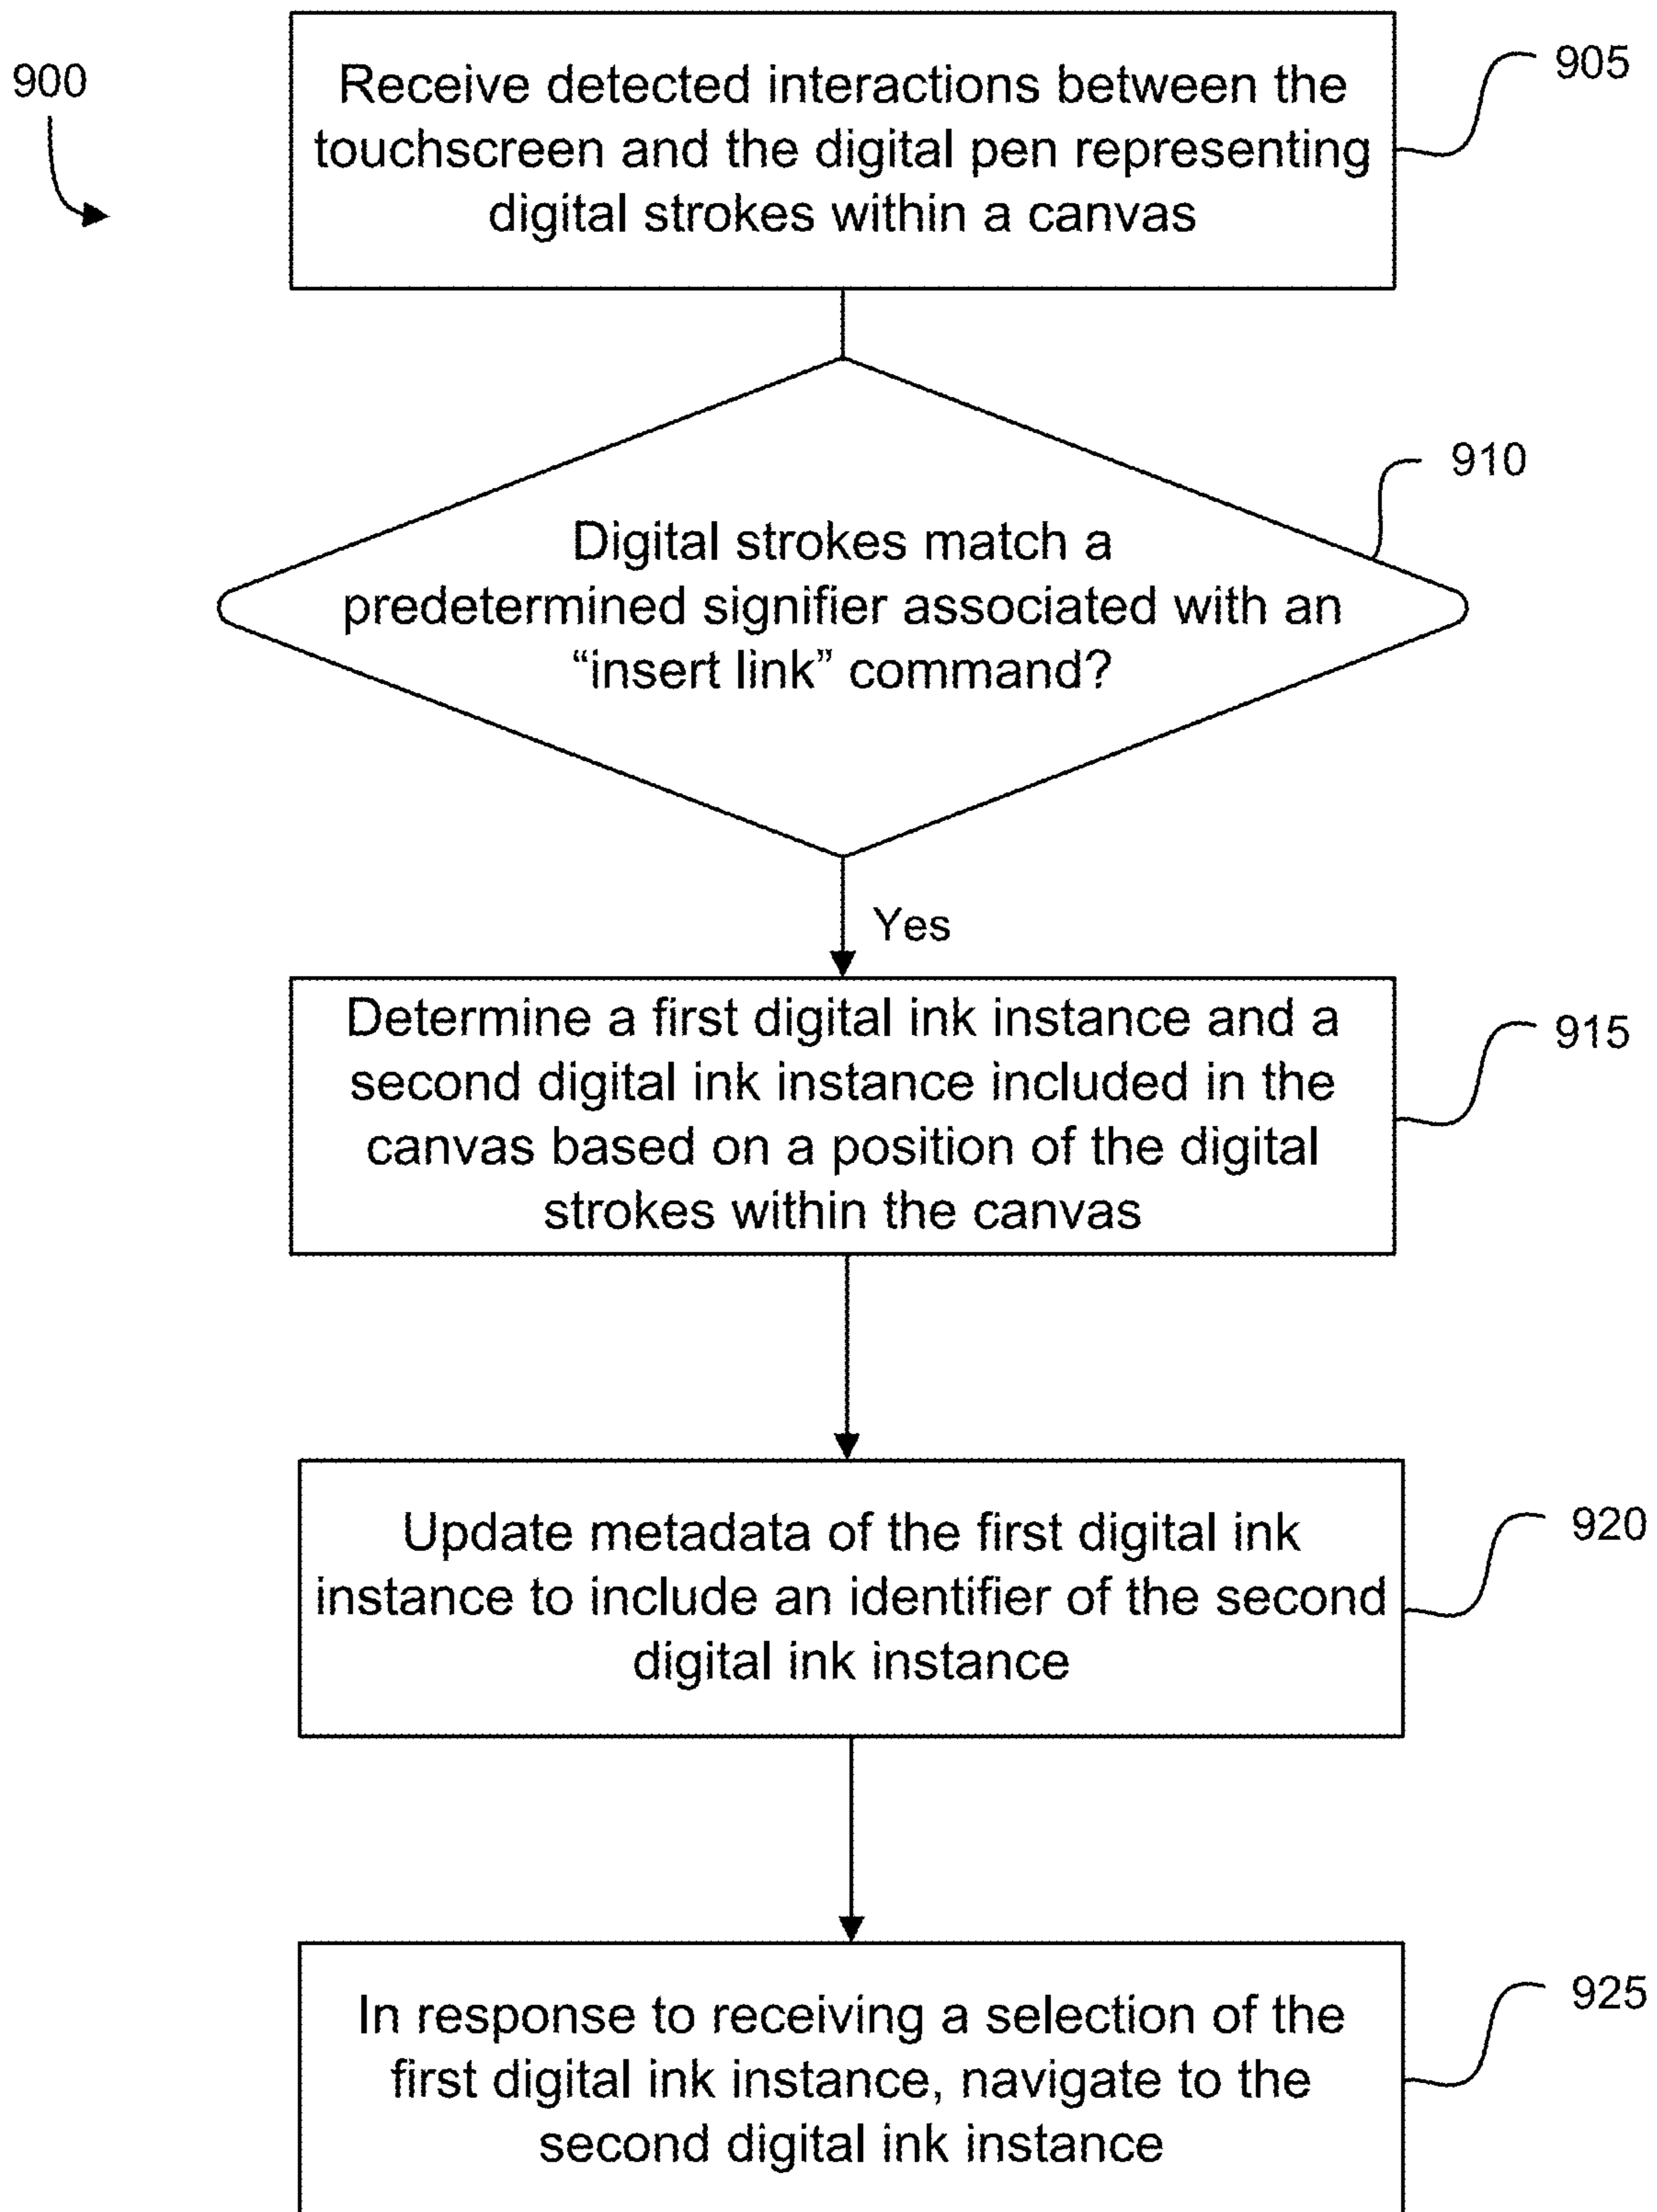 900
Receive detected interactions between the
touchscreen and the digital pen representing
digital strokes within a canvas
905
Digital strokes match a
predetermined signifier associated with an
“insert link” command?
910
Yes
Determine a first digital ink instance and a
second digital ink instance included in the
canvas based on a position of the digital
strokes within the canvas
915
Update metadata of the first digital ink
instance to include an identifier of the second
digital ink instance
920
In response to receiving a selection of the
first digital ink instance, navigate to the
second digital ink instance
925